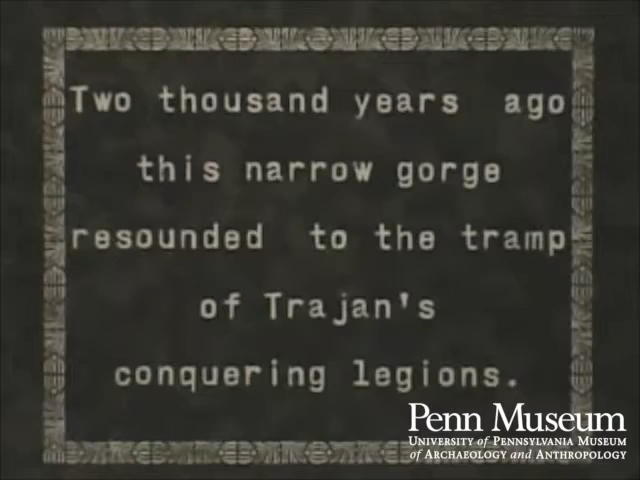 Two thousand years ago
this narrow gorge
resounded to the tramp
of Trajan's
conquering legions.
Penn Museum
University of Pennsylvania Museum
of Archaeology and Anthropology